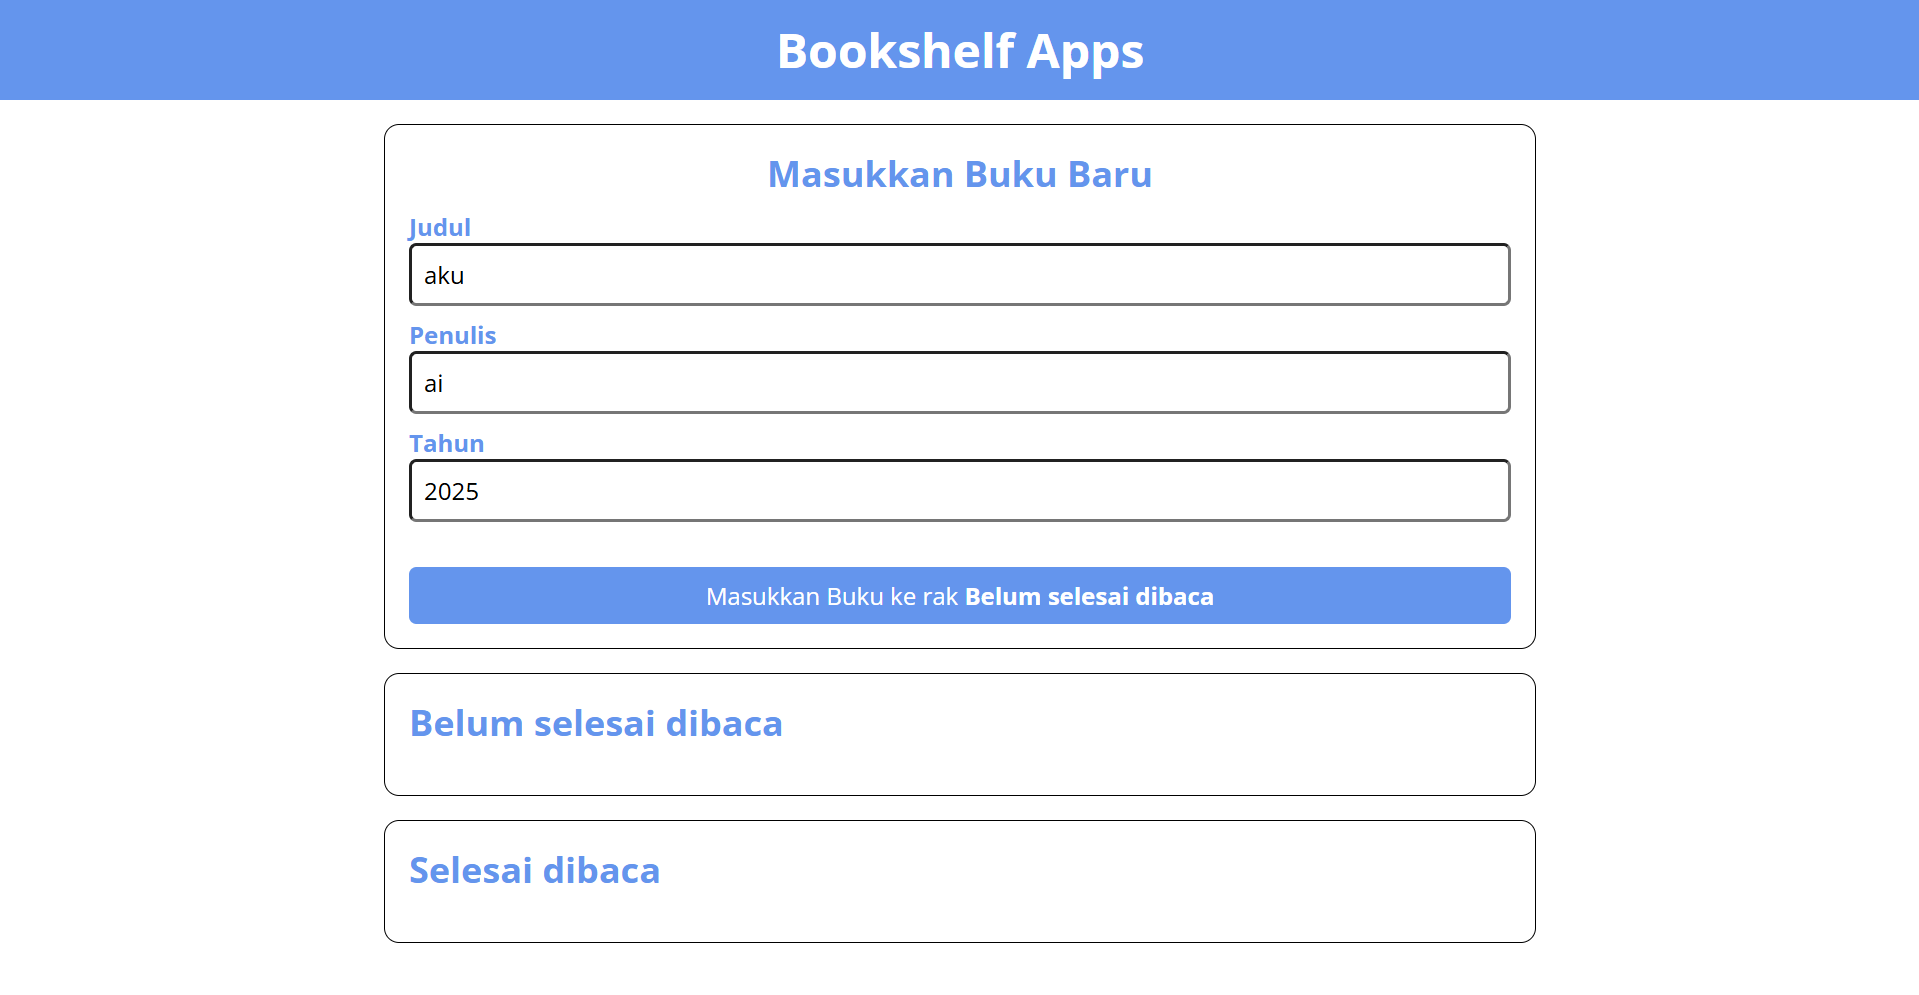 Bookshelf Apps
Masukkan Buku Baru
Judul
aku
Penulis
ai
Tahun
2025
Masukkan Buku ke rak Belum selesai dibaca
Belum selesai dibaca
Selesai dibaca